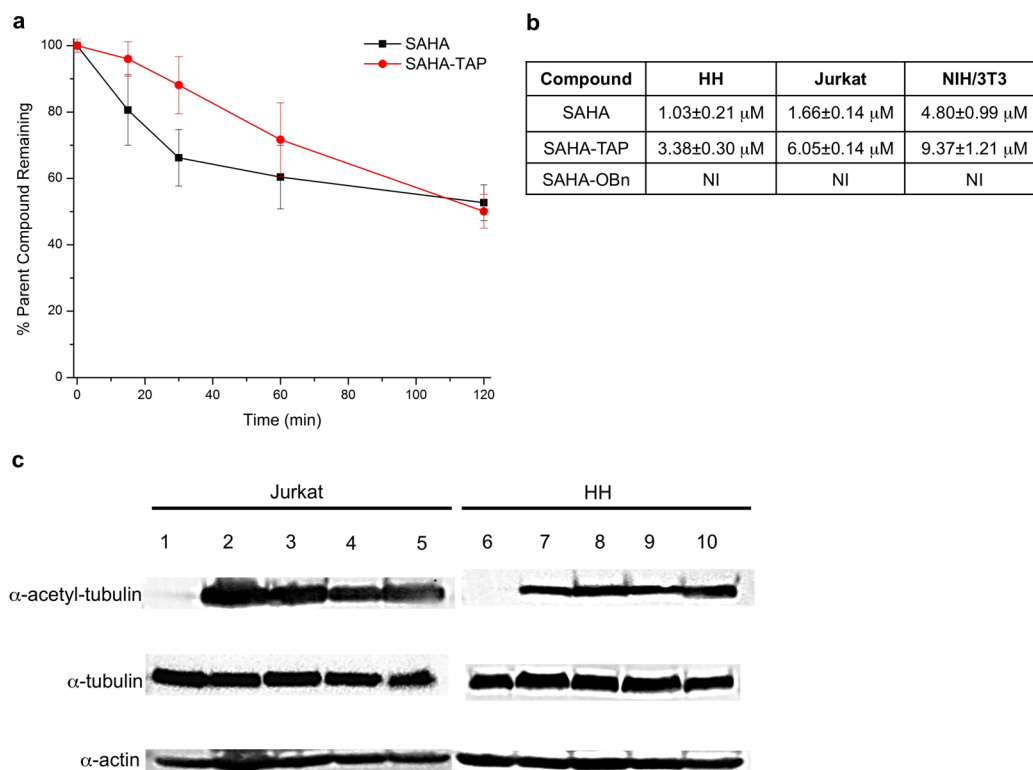 a
SAHA
SAHA-TAP
100
80
60
40
20
0
% Parent Compound Remaining
0 20 40 60 80 100 120
Time (min)
b
Compound HH Jurkat NIH/3T3
SAHA 1.03±0.21 μM 1.66±0.14 μM 4.80±0.99 μM
SAHA-TAP 3.38±0.30 μM 6.05±0.14 μM 9.37±1.21 μM
SAHA-OBn NI NI NI
c
Jurkat HH
1 2 3 4 5 6 7 8 9 10
α-acetyl-tubulin
α-tubulin
α-actin